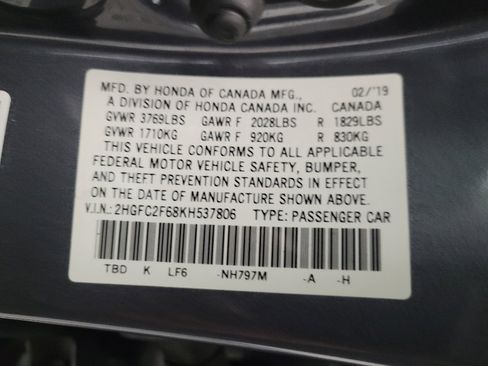 MFD. BY HONDA OF CANADA MFG., 02/'19
A DIVISION OF HONDA CANADA INC. CANADA
GVWR 3769LBS GAWR F 2028LBS R 1829LBS
GVWR 1710KG GAWR F 920KG R 830KG
THIS VEHICLE CONFORMS TO ALL APPLICABLE
FEDERAL MOTOR VEHICLE SAFETY, BUMPER,
AND THEFT PREVENTION STANDARDS IN EFFECT
ON THE DATE OF MANUFACTURE SHOWN ABOVE.
V.I.N.: 2HGFC2F68KH537806 TYPE: PASSENGER CAR
TBD K LF6 -NH797M -A -H